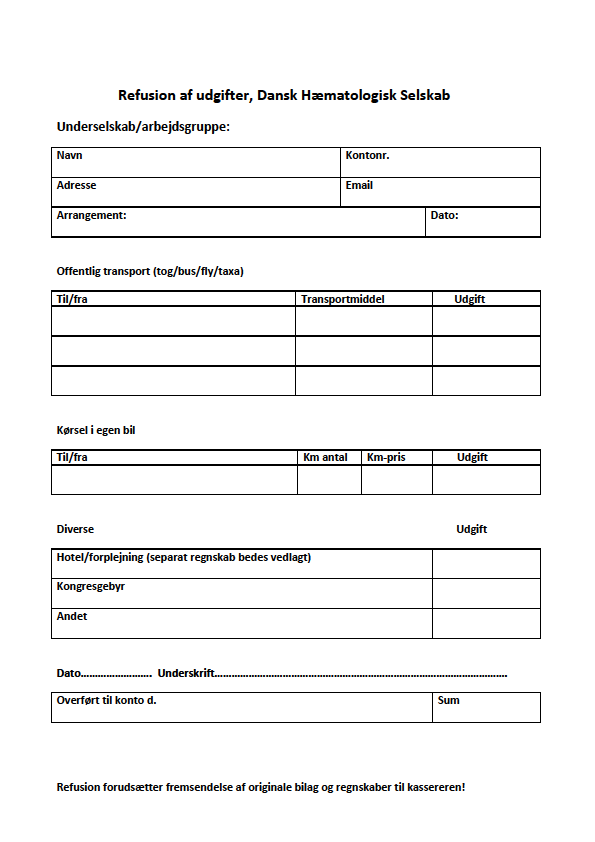 Refusion af udgifter, Dansk Hæmatologisk Selskab
Underselskab/arbejdsgruppe:
Navn Kontonr.
Adresse Email
Arrangement: Dato:
Offentlig transport (tog/bus/fly/taxa)
Til/fra Transportmiddel Udgift
Kørsel i egen bil
Til/fra Km antal Km-pris Udgift
Diverse Udgift
Hotel/forplejning (separat regnskab bedes vedlagt)
Kongresgebyr
Andet
Dato……………………. Underskrift…………………………………………………………………………………………
Overført til konto d. Sum
Refusion forudsætter fremsendelse af originale bilag og regnskaber til kassereren!